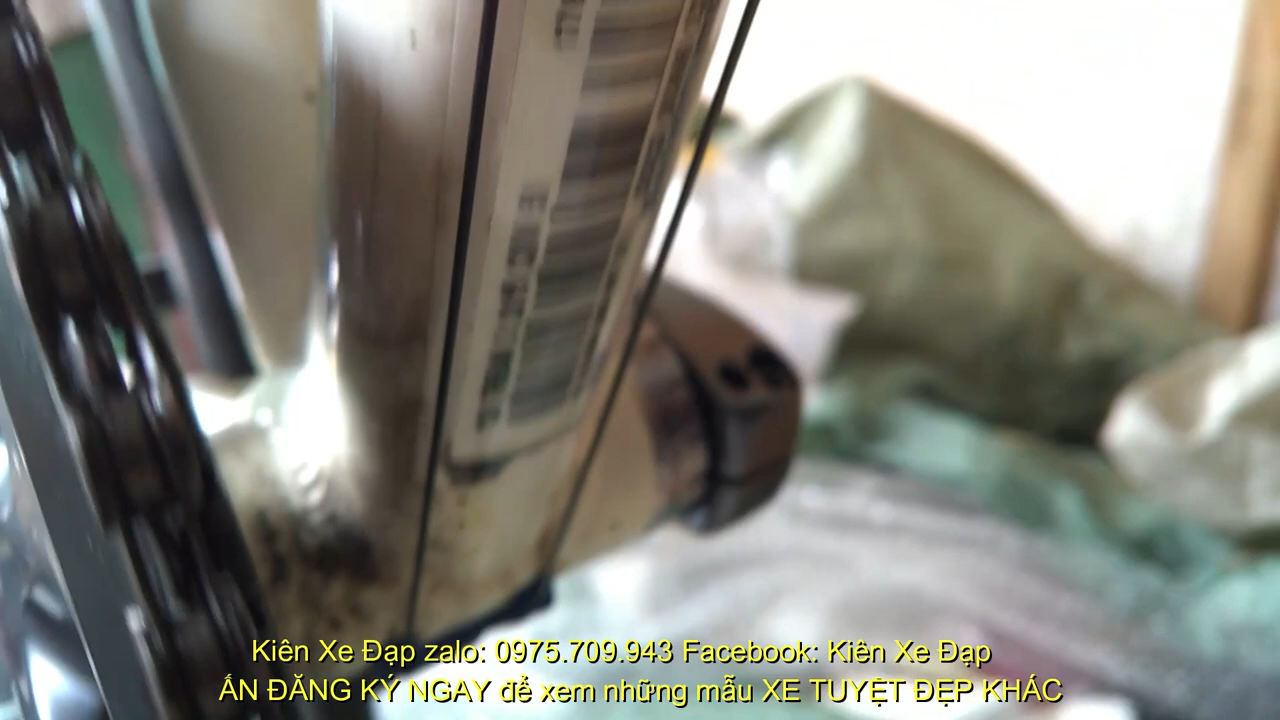 Kiên Xe Đạp zalo: 0975.709.943 Facebook: Kiên Xe Đạp
ẤN ĐĂNG KÝ NGAY để xem những mẫu XE TUYỆT ĐẸP KHÁC